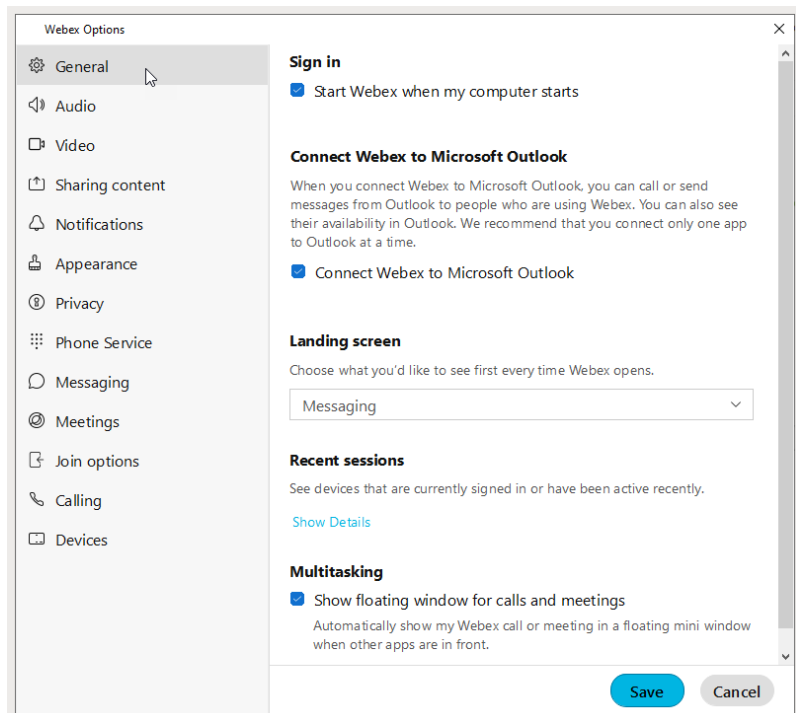 Webex Options
General
Audio
Video
Sharing content
Notifications
Appearance
Privacy
Phone Service
Messaging
Meetings
Join options
Calling
Devices
Sign in
Start Webex when my computer starts
Connect Webex to Microsoft Outlook
When you connect Webex to Microsoft Outlook, you can call or send
messages from Outlook to people who are using Webex. You can also see
their availability in Outlook. We recommend that you connect only one app
to Outlook at a time.
Connect Webex to Microsoft Outlook
Landing screen
Choose what you'd like to see first every time Webex opens.
Messaging
Recent sessions
See devices that are currently signed in or have been active recently.
Show Details
Multitasking
Show floating window for calls and meetings
Automatically show my Webex call or meeting in a floating mini window
when other apps are in front.
Save
Cancel